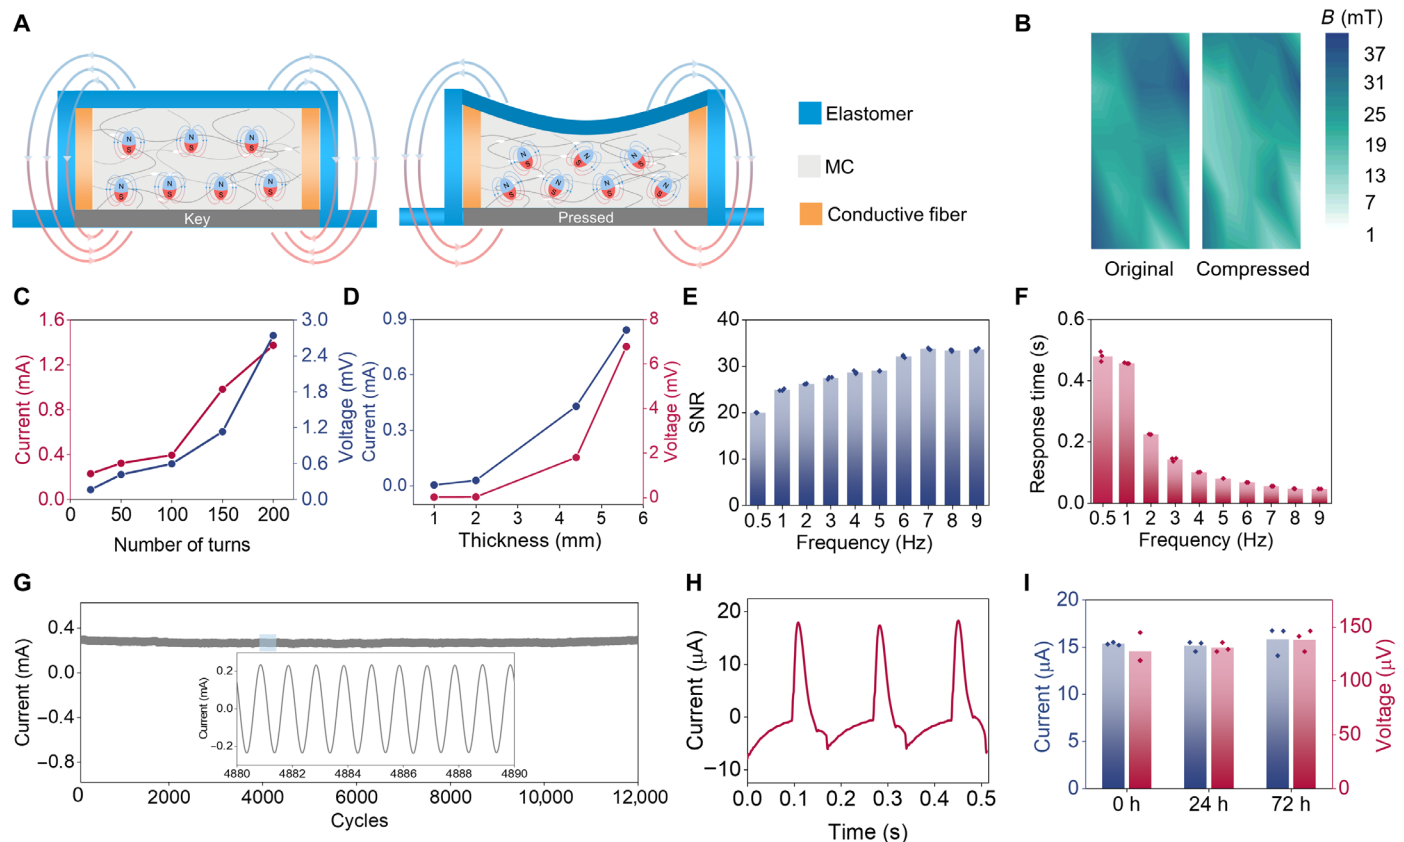 A
N
S
N
S
N
S
N
S
N
S
N
S
N
S
Key
N
S
N
S
N
S
N
S
N
S
N
S
N
S
Pressed
Elastomer
MC
Conductive fiber
B
B (mT)
37
31
25
19
13
7
1
Original
Compressed
C
Current (mA)
1.6
1.2
0.8
0.4
0.0
0
50
100
150
200
Number of turns
3.0
2.4
1.8
1.2
0.6
0.0
Voltage (mV)
D
Current (mA)
0.9
0.6
0.3
0.0
1
2
3
4
5
6
Thickness (mm)
8
6
4
2
0
Voltage (mV)
E
SNR
40
30
20
10
0
0.5
1
2
3
4
5
6
7
8
9
Frequency (Hz)
F
Response time (s)
0.6
0.4
0.2
0.0
0.5
1
2
3
4
5
6
7
8
9
Frequency (Hz)
G
Current (mA)
0.4
0.0
−0.4
−0.8
Current (mA)
0.2
0.0
−0.2
4880
4882
4884
4886
4888
4890
0
2000
4000
6000
8000
10,000
12,000
Cycles
H
Current (μA)
20
10
0
−10
0.0
0.1
0.2
0.3
0.4
0.5
Time (s)
I
Current (μA)
20
15
10
5
0
0 h
24 h
72 h
150
100
50
0
Voltage (μV)